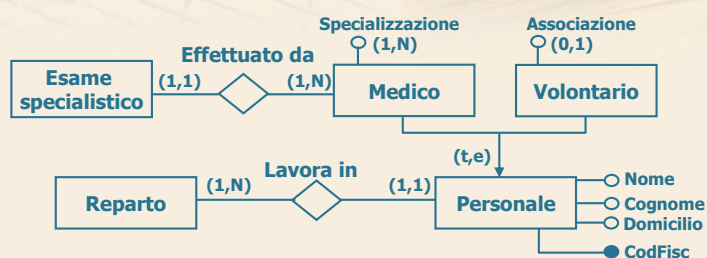 Specializzazione
(1,N)
Associazione
(0,1)
Effettuato da
Esame
specialistico
(1,1)
(1,N)
Medico
Volontario
(t,e)
Lavora in
Reparto
(1,N)
(1,1)
Personale
Nome
Cognome
Domicilio
CodFisc